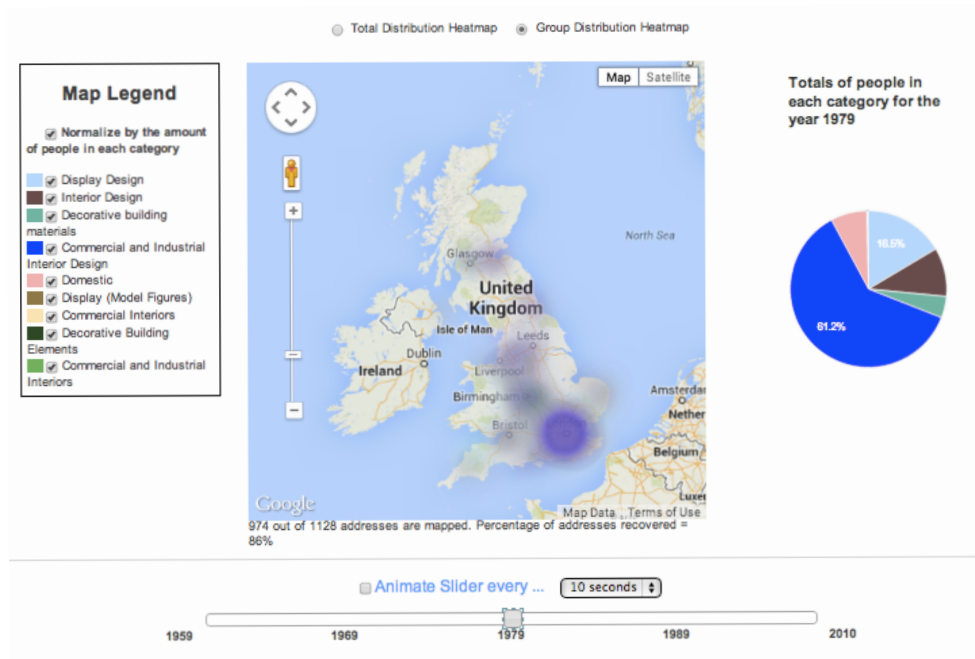 Total Distribution Heatmap Group Distribution Heatmap
Map Legend
Normalize by the amount
of people in each category
Display Design
Interior Design
Decorative building
materials
Commercial and Industrial
Interior Design
Domestic
Display (Model Figures)
Commercial Interiors
Decorative Building
Elements
Commercial and Industrial
Interiors
Map Satellite
North Sea
Glasgow
United
Kingdom
Isle of Man
Leeds
Dublin
Ireland
Liverpool
Birmingham
Amsterdam
Nether
Bristol
Belgium
Luxer
Google
Map Data Terms of Use
974 out of 1128 addresses are mapped. Percentage of addresses recovered =
86%
Totals of people in
each category for the
year 1979
16.5%
61.2%
Animate Slider every ... 10 seconds
1959 1969 1979 1989 2010